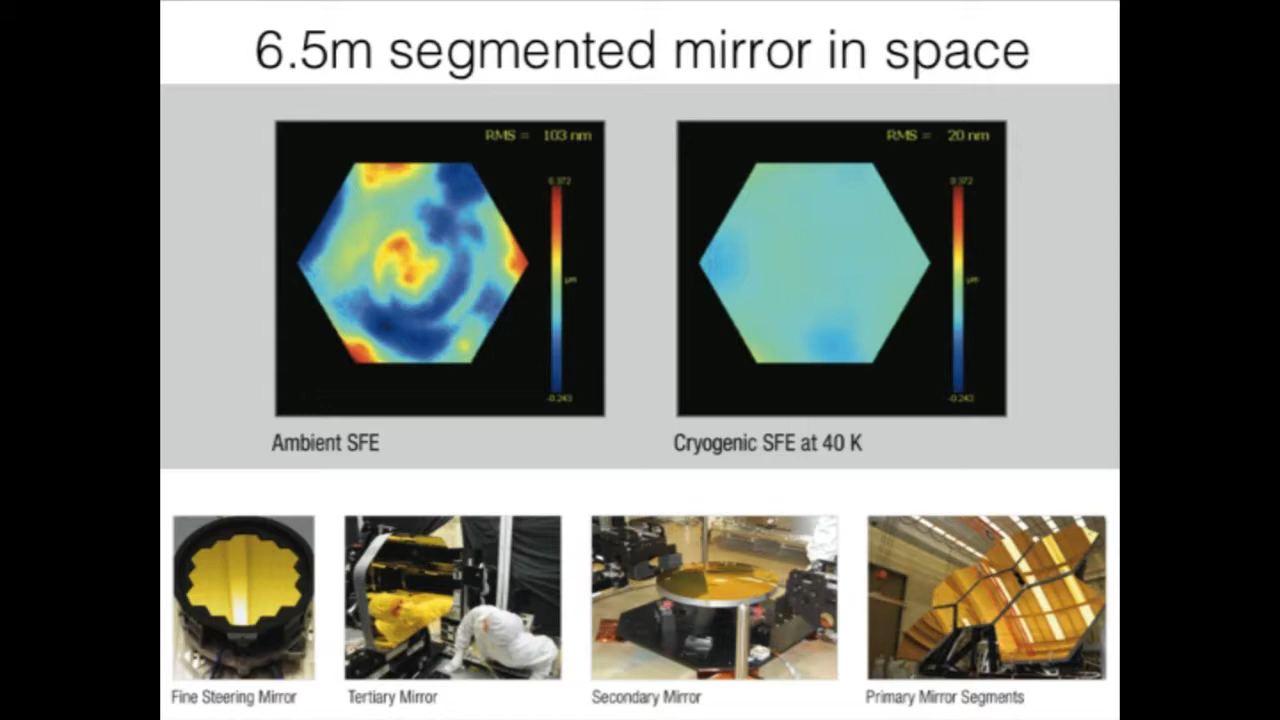 6.5m segmented mirror in space
RMS = 103 nm
0.372
μm
-0.243
RMS = 20 nm
0.372
μm
-0.243
Ambient SFE
Cryogenic SFE at 40 K
Fine Steering Mirror
Tertiary Mirror
Secondary Mirror
Primary Mirror Segments